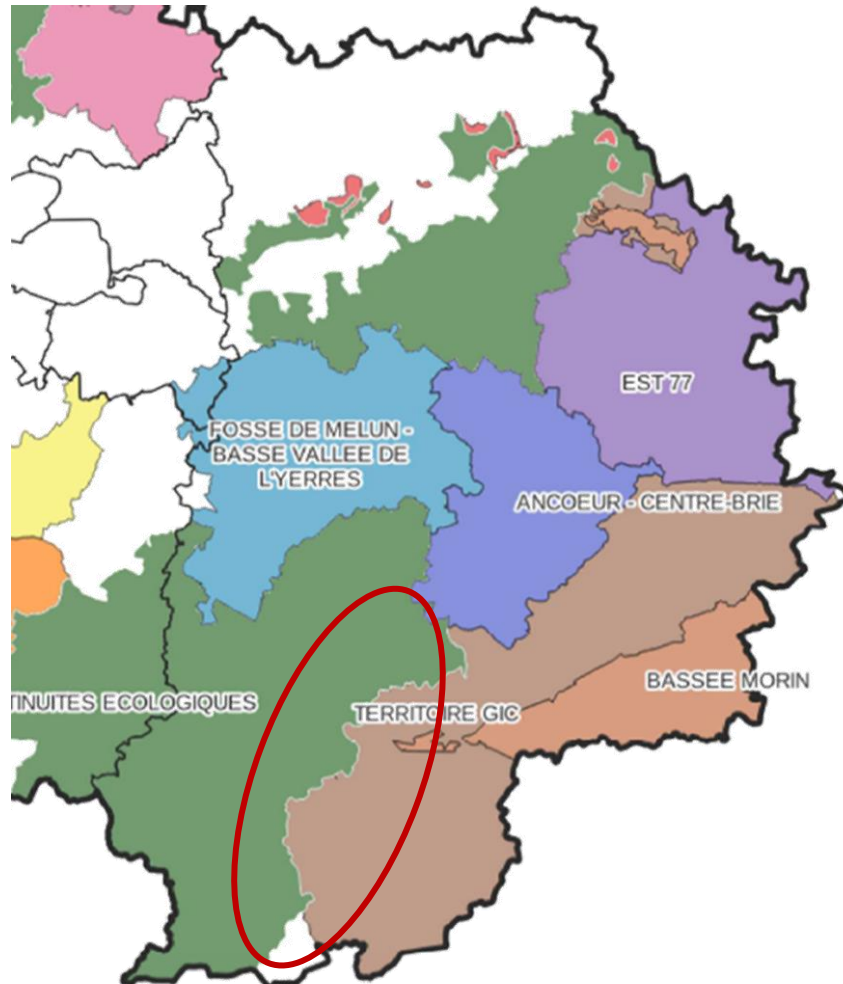 EST 77
FOSSE DE MELUN -
BASSE VALLEE DE
L'YERRES
ANCOEUR - CENTRE-BRIE
BASSEE MORIN
TINUITES ECOLOGIQUES
TERRITOIRE GIC